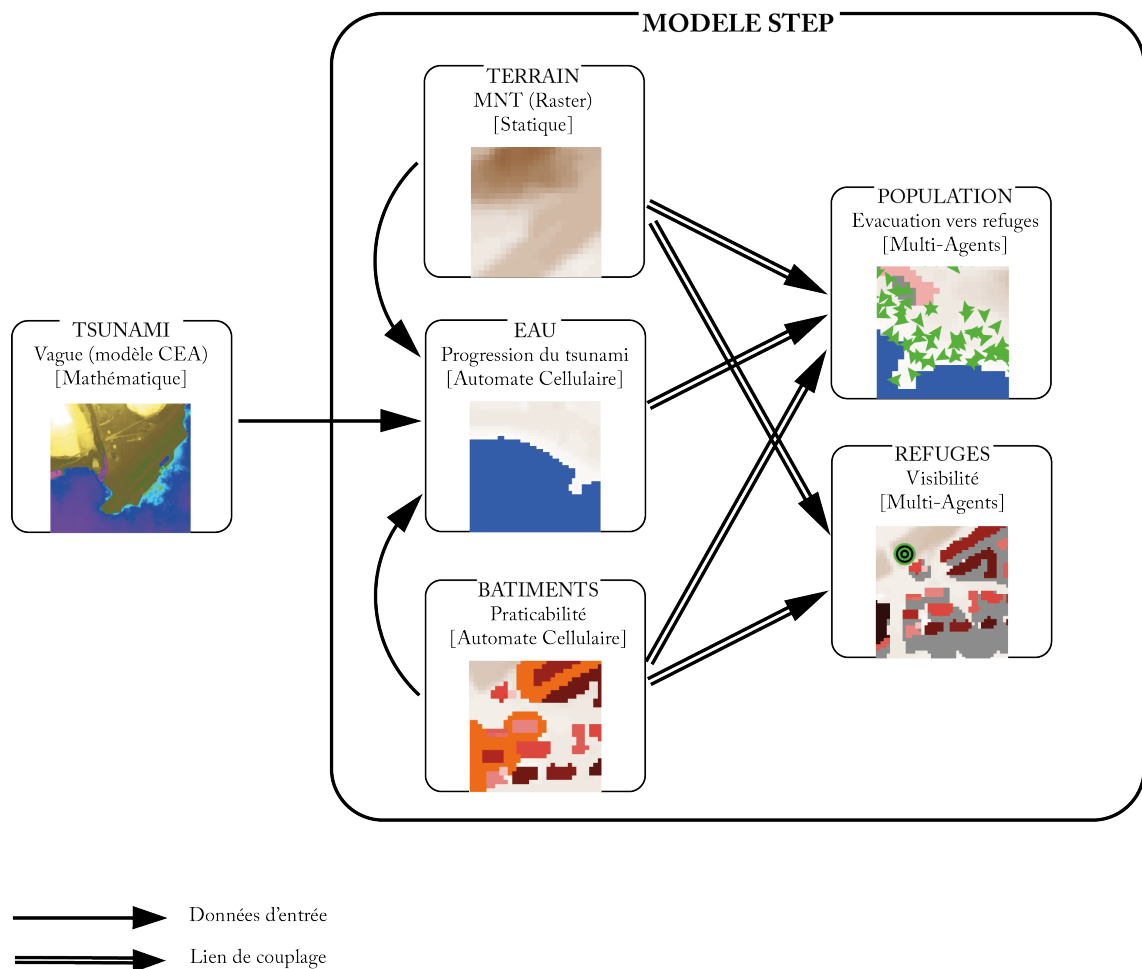 MODELE STEP
TERRAIN
MNT (Raster)
[Statique]
POPULATION
Evacuation vers refuges
[Multi-Agents]
TSUNAMI
Vague (modèle CEA)
[Mathématique]
EAU
Progression du tsunami
[Automate Cellulaire]
REFUGES
Visibilité
[Multi-Agents]
BATIMENTS
Praticabilité
[Automate Cellulaire]
Données d'entrée
Lien de couplage